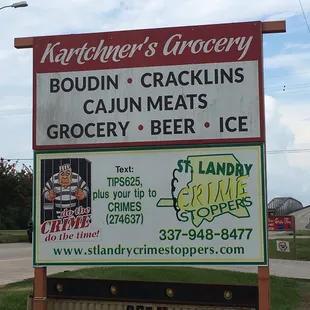 Kartchner's Grocery
BOUDIN • CRACKLINS
CAJUN MEATS
GROCERY • BEER • ICE
do the
CRIME
do the time!
Text:
TIPS625,
plus your tip to
CRIMES
(274637)
ST. LANDRY
CRIME
STOPPERS
337-948-8477
www.stlandrycrimestoppers.com